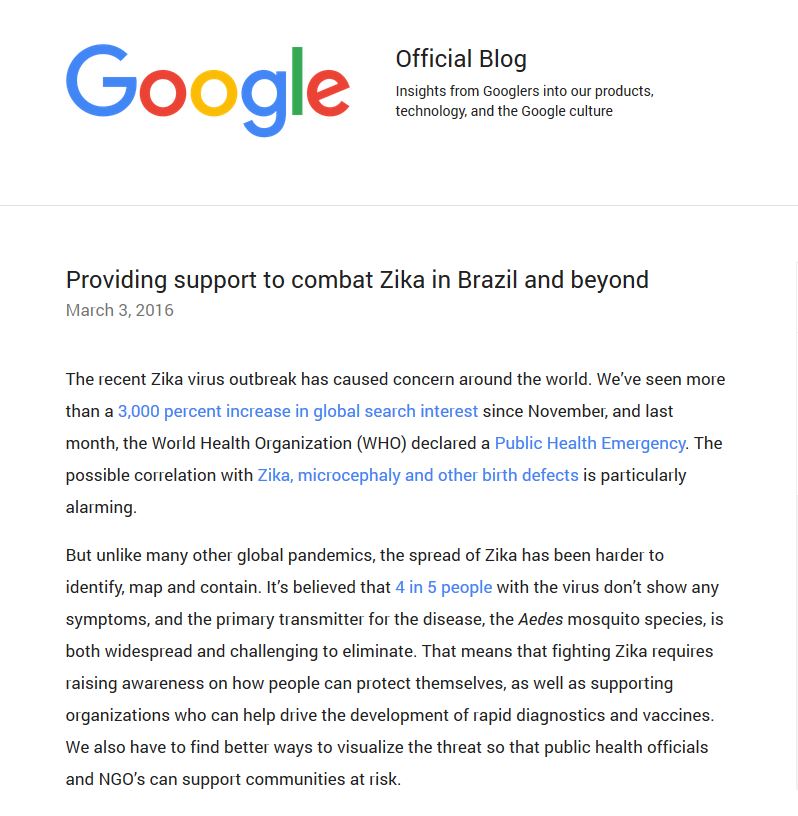 Google
Official Blog
Insights from Googlers into our products,
technology, and the Google culture
Providing support to combat Zika in Brazil and beyond
March 3, 2016
The recent Zika virus outbreak has caused concern around the world. We’ve seen more
than a 3,000 percent increase in global search interest since November, and last
month, the World Health Organization (WHO) declared a Public Health Emergency. The
possible correlation with Zika, microcephaly and other birth defects is particularly
alarming.
But unlike many other global pandemics, the spread of Zika has been harder to
identify, map and contain. It’s believed that 4 in 5 people with the virus don’t show any
symptoms, and the primary transmitter for the disease, the Aedes mosquito species, is
both widespread and challenging to eliminate. That means that fighting Zika requires
raising awareness on how people can protect themselves, as well as supporting
organizations who can help drive the development of rapid diagnostics and vaccines.
We also have to find better ways to visualize the threat so that public health officials
and NGO’s can support communities at risk.